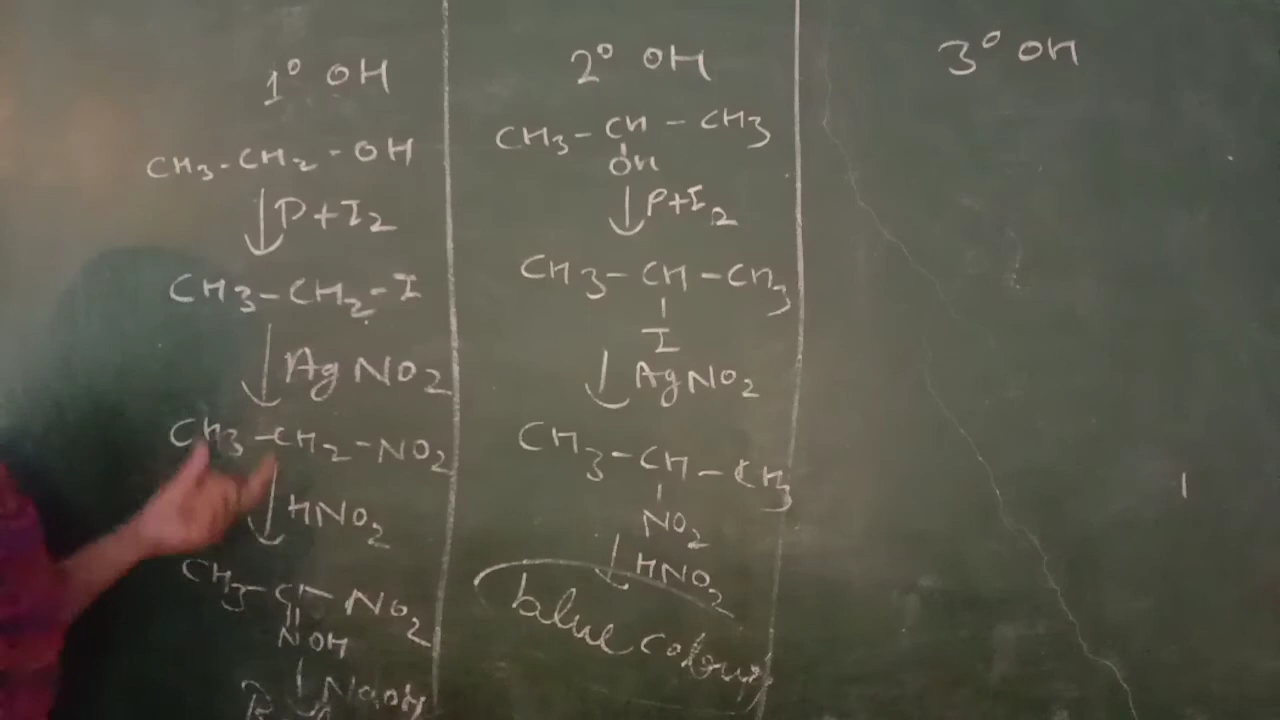 1° OH
CH3-CH2-OH
↓ P+I2
CH3-CH2-I
↓ AgNO2
CH3-CH2-NO2
↓ HNO2
CH3-C-NO2
||
NOH
↓ NaOH
2° OH
CH3-CH-CH3
OH
↓ P+I2
CH3-CH-CH3
I
↓ AgNO2
CH3-CH-CH3
NO2
↓ HNO2
blue colour
3° OH